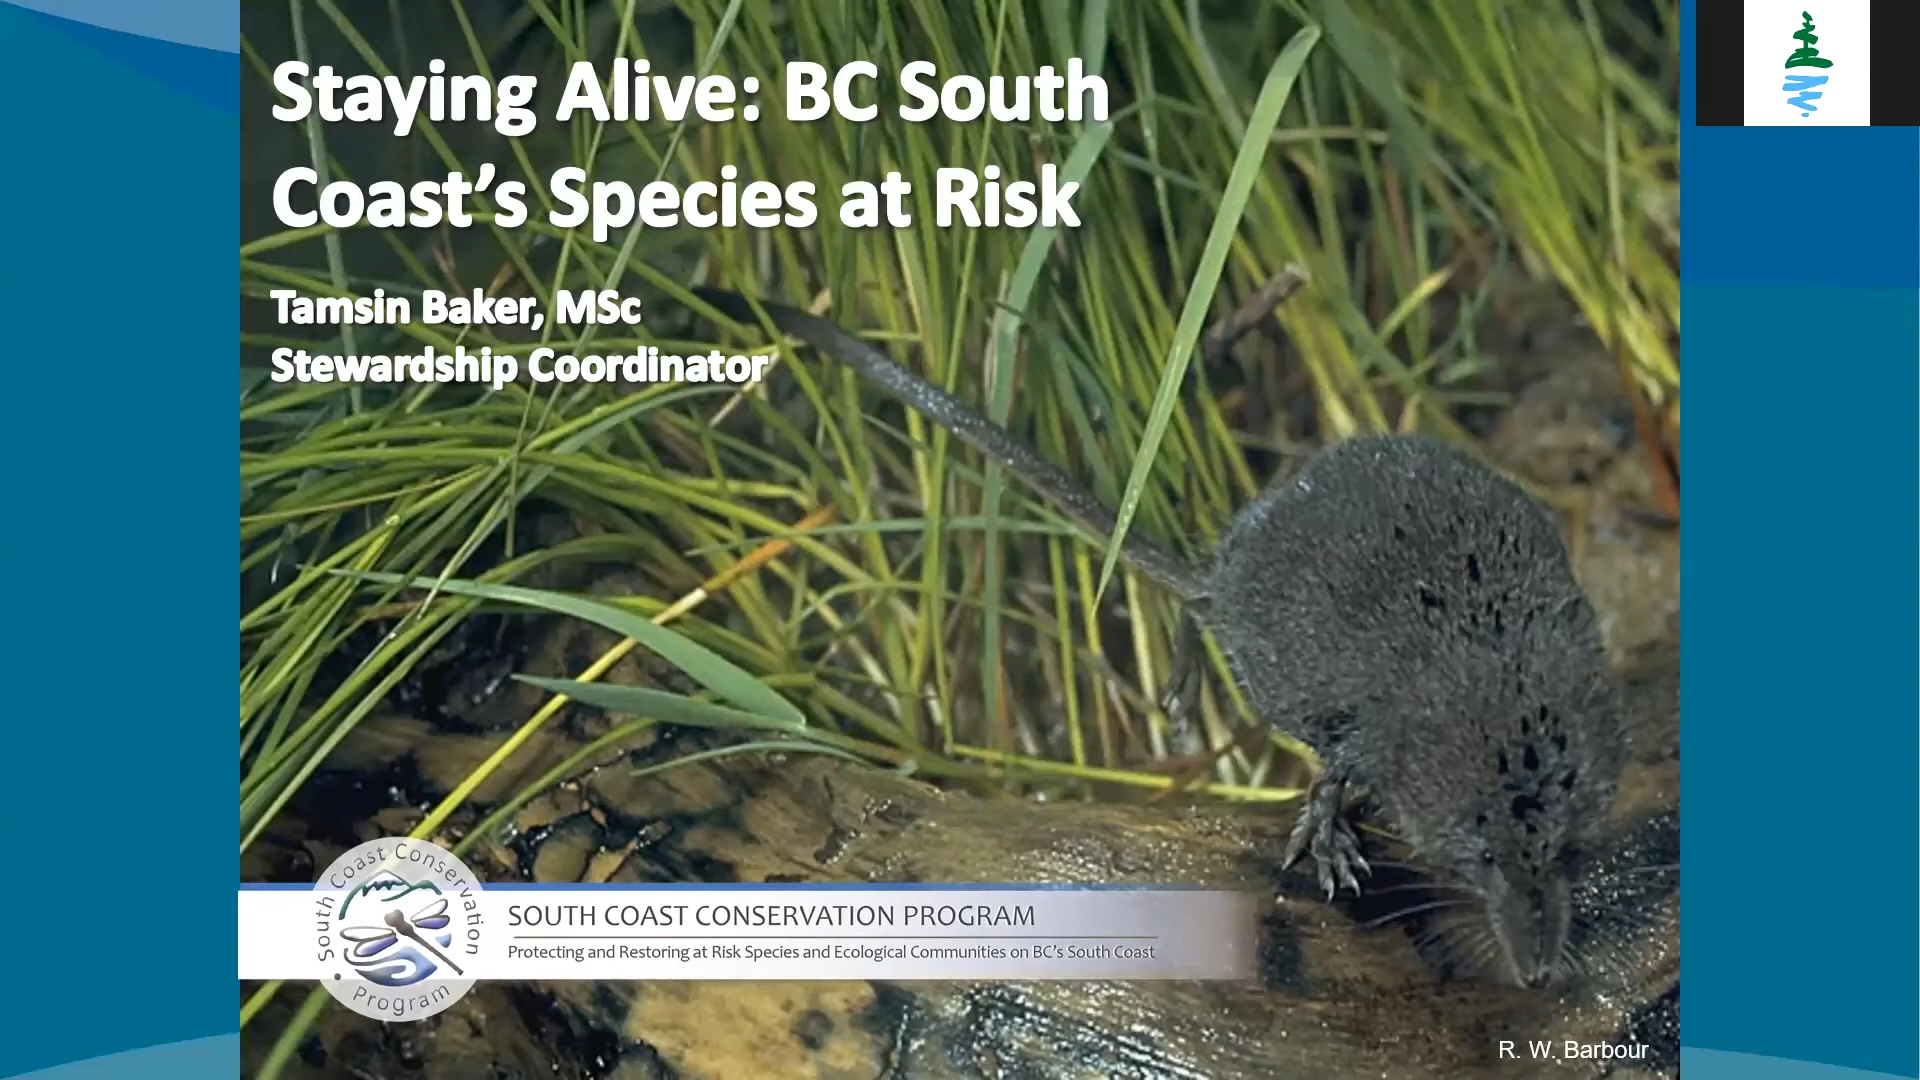 Staying Alive: BC South
Coast's Species at Risk
Tamsin Baker, MSc
Stewardship Coordinator
South Coast Conservation
Program
SOUTH COAST CONSERVATION PROGRAM
Protecting and Restoring at Risk Species and Ecological Communities on BC's South Coast
R. W. Barbour